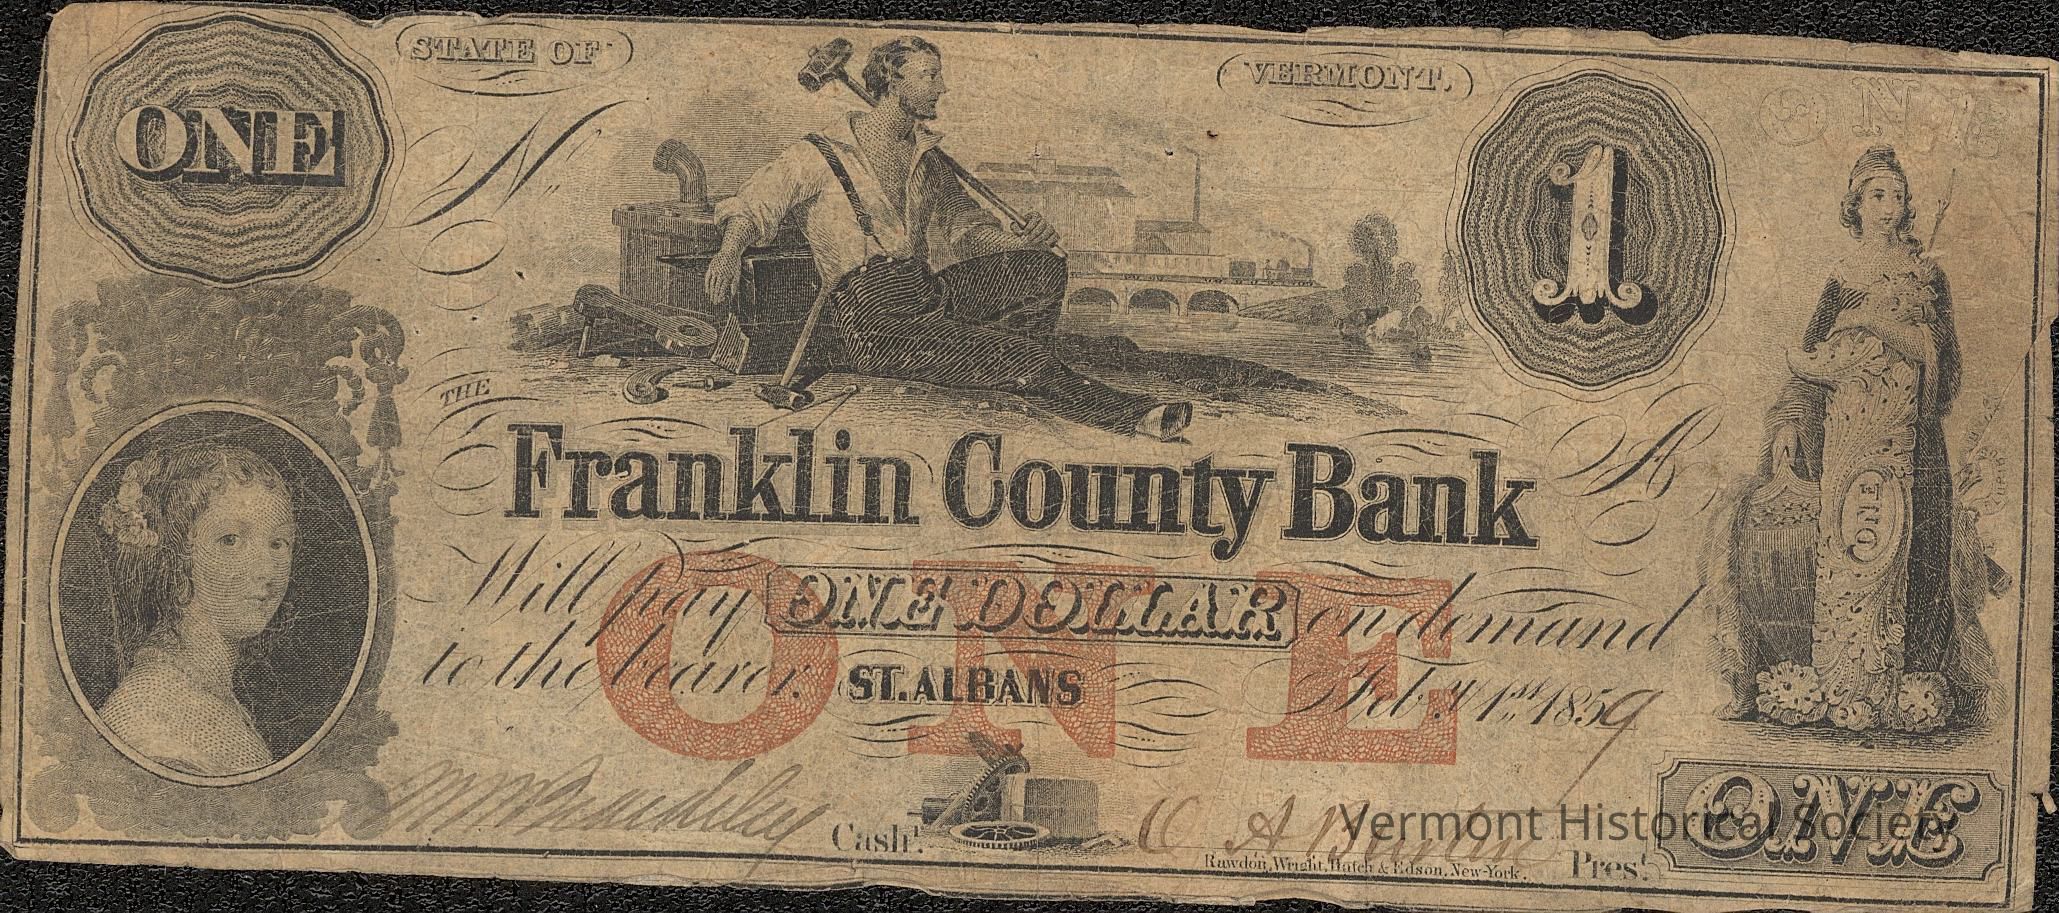 ONE
STATE OF
VERMONT.
1
ONE
No
THE
A
Franklin County Bank
Will pay ONE DOLLAR on demand
to the bearer. ST. ALBANS Feb.y 1st 1859
ONE
ONE
Cash.r
Pres.t
Rawdon, Wright, Hatch & Edson, New-York.
ONE
Vermont Historical Society